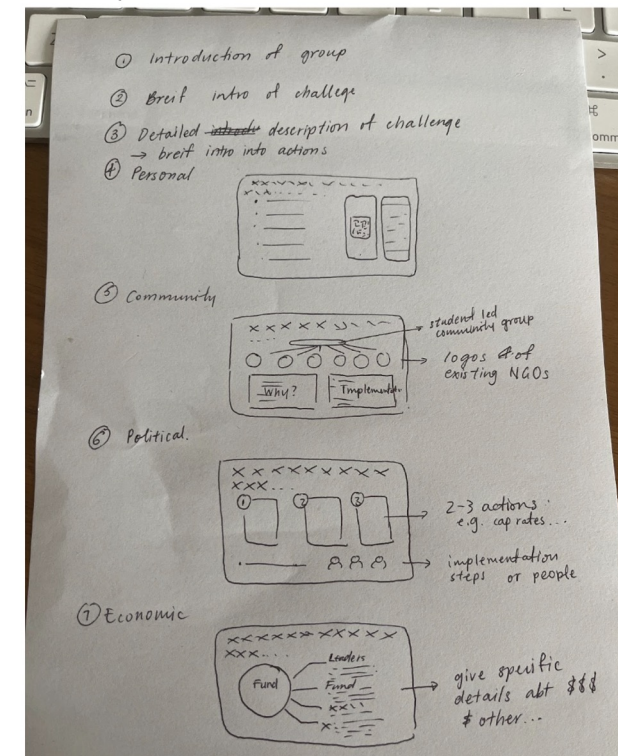 ① Introduction of group
② Breif intro of challege
③ Detailed description of challenge
→ breif intro into actions
④ Personal
⑤ Community
student led
community group
→ logos of
existing NGOs
Why?
Implementation
⑥ Political.
①
②
③
→ 2-3 actions
e.g. cap rates...
→ implementation
steps or people
⑦ Economic
Lenders
Fund
Fund
→ give specific
details abt $$$
$ other...